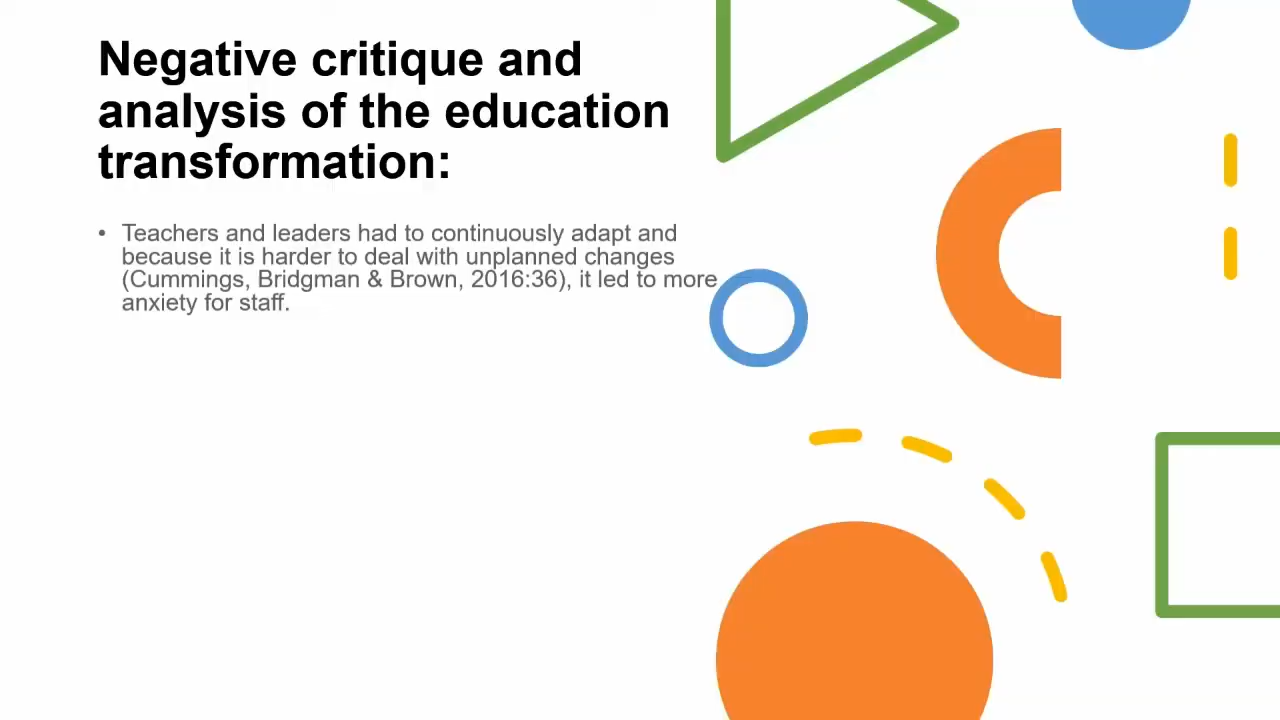 Negative critique and
analysis of the education
transformation:
• Teachers and leaders had to continuously adapt and
because it is harder to deal with unplanned changes
(Cummings, Bridgman & Brown, 2016:36), it led to more
anxiety for staff.